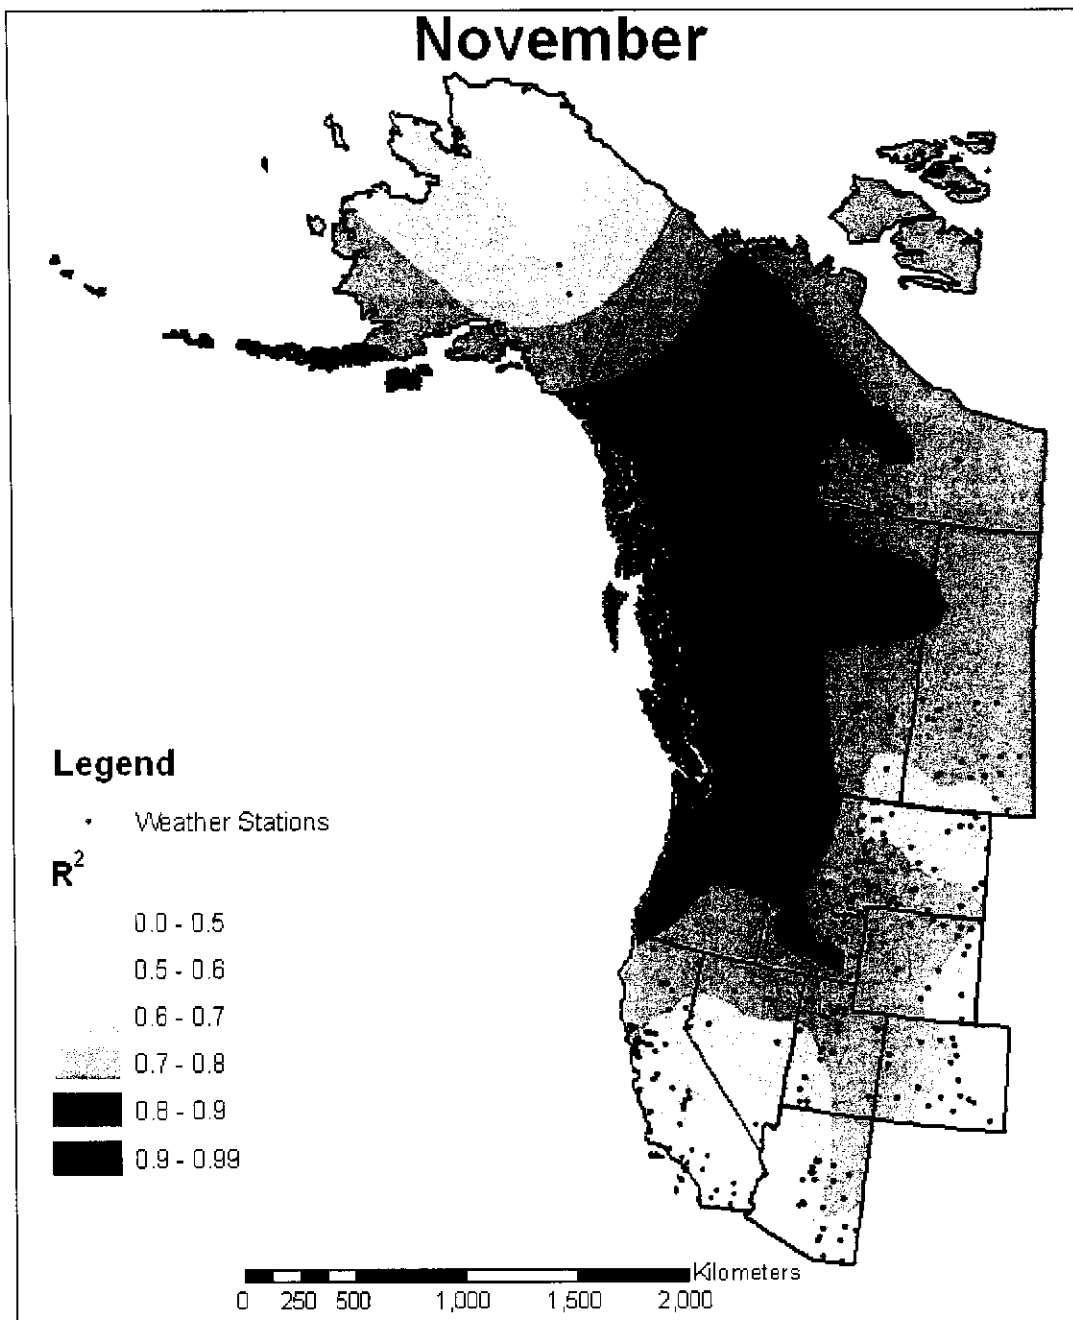 November
Legend
Weather Stations
R²
0.0 - 0.5
0.5 - 0.6
0.6 - 0.7
0.7 - 0.8
0.8 - 0.9
0.9 - 0.99
Kilometers
0 250 500 1,000 1,500 2,000